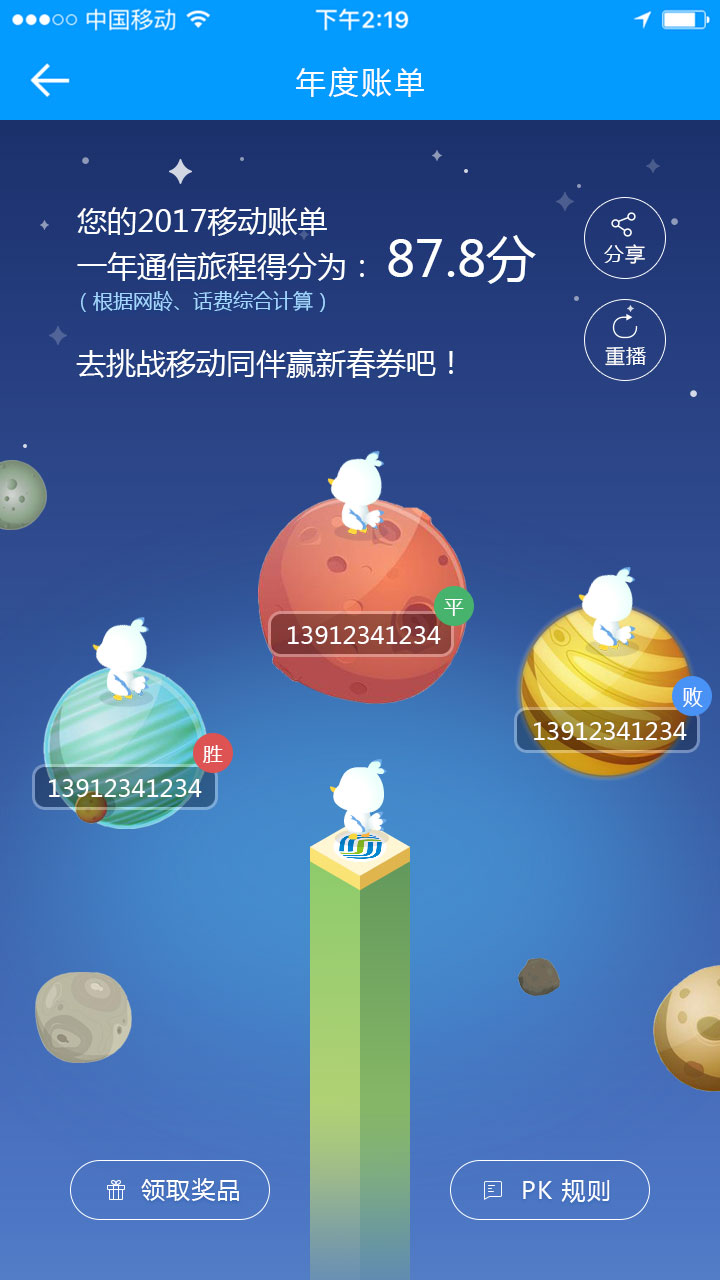 中国移动
下午2:19
年度账单
您的2017移动账单
一年通信旅程得分为：87.8分
（根据网龄、话费综合计算）
分享
重播
去挑战移动同伴赢新春券吧！
平
13912341234
败
13912341234
胜
13912341234
领取奖品
PK 规则